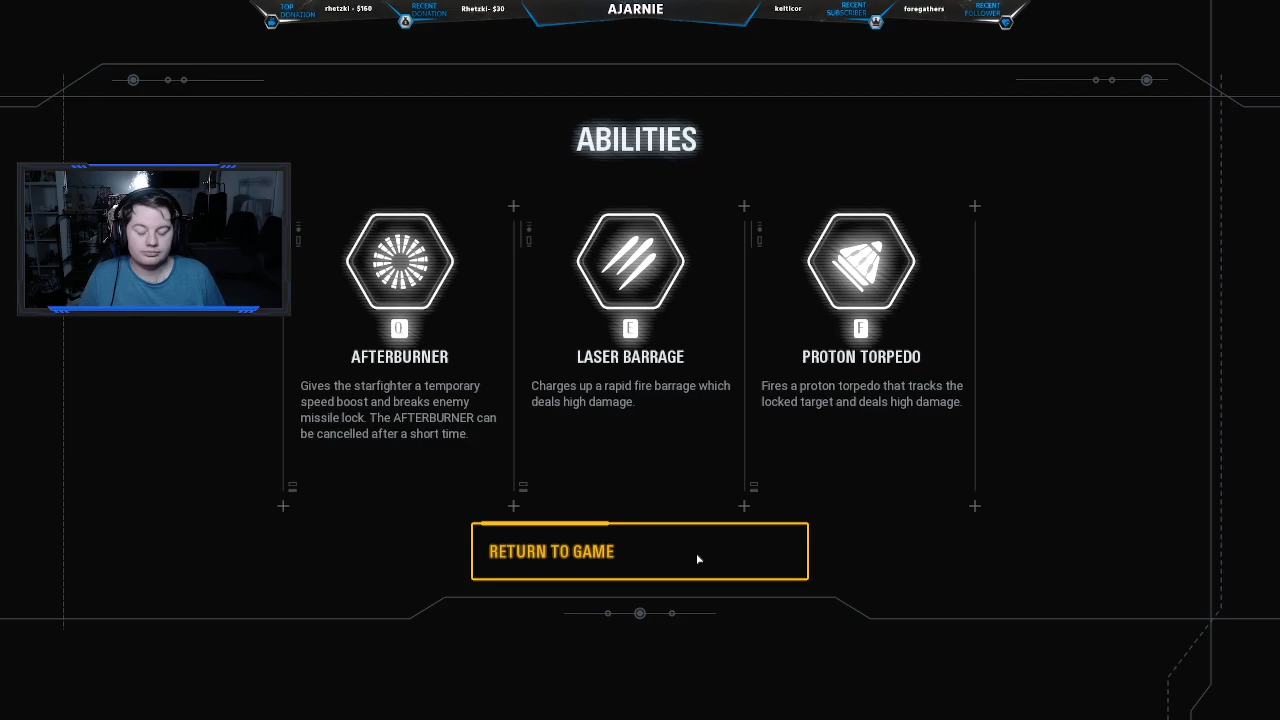 TOP DONATION
rhetzki - $160
RECENT DONATION
Rhetzki- $30
AJARNIE
kelticor
RECENT SUBSCRIBER
foregathers
RECENT FOLLOWER
ABILITIES
Q
E
F
AFTERBURNER
LASER BARRAGE
PROTON TORPEDO
Gives the starfighter a temporary
speed boost and breaks enemy
missile lock. The AFTERBURNER can
be cancelled after a short time.
Charges up a rapid fire barrage which
deals high damage.
Fires a proton torpedo that tracks the
locked target and deals high damage.
RETURN TO GAME